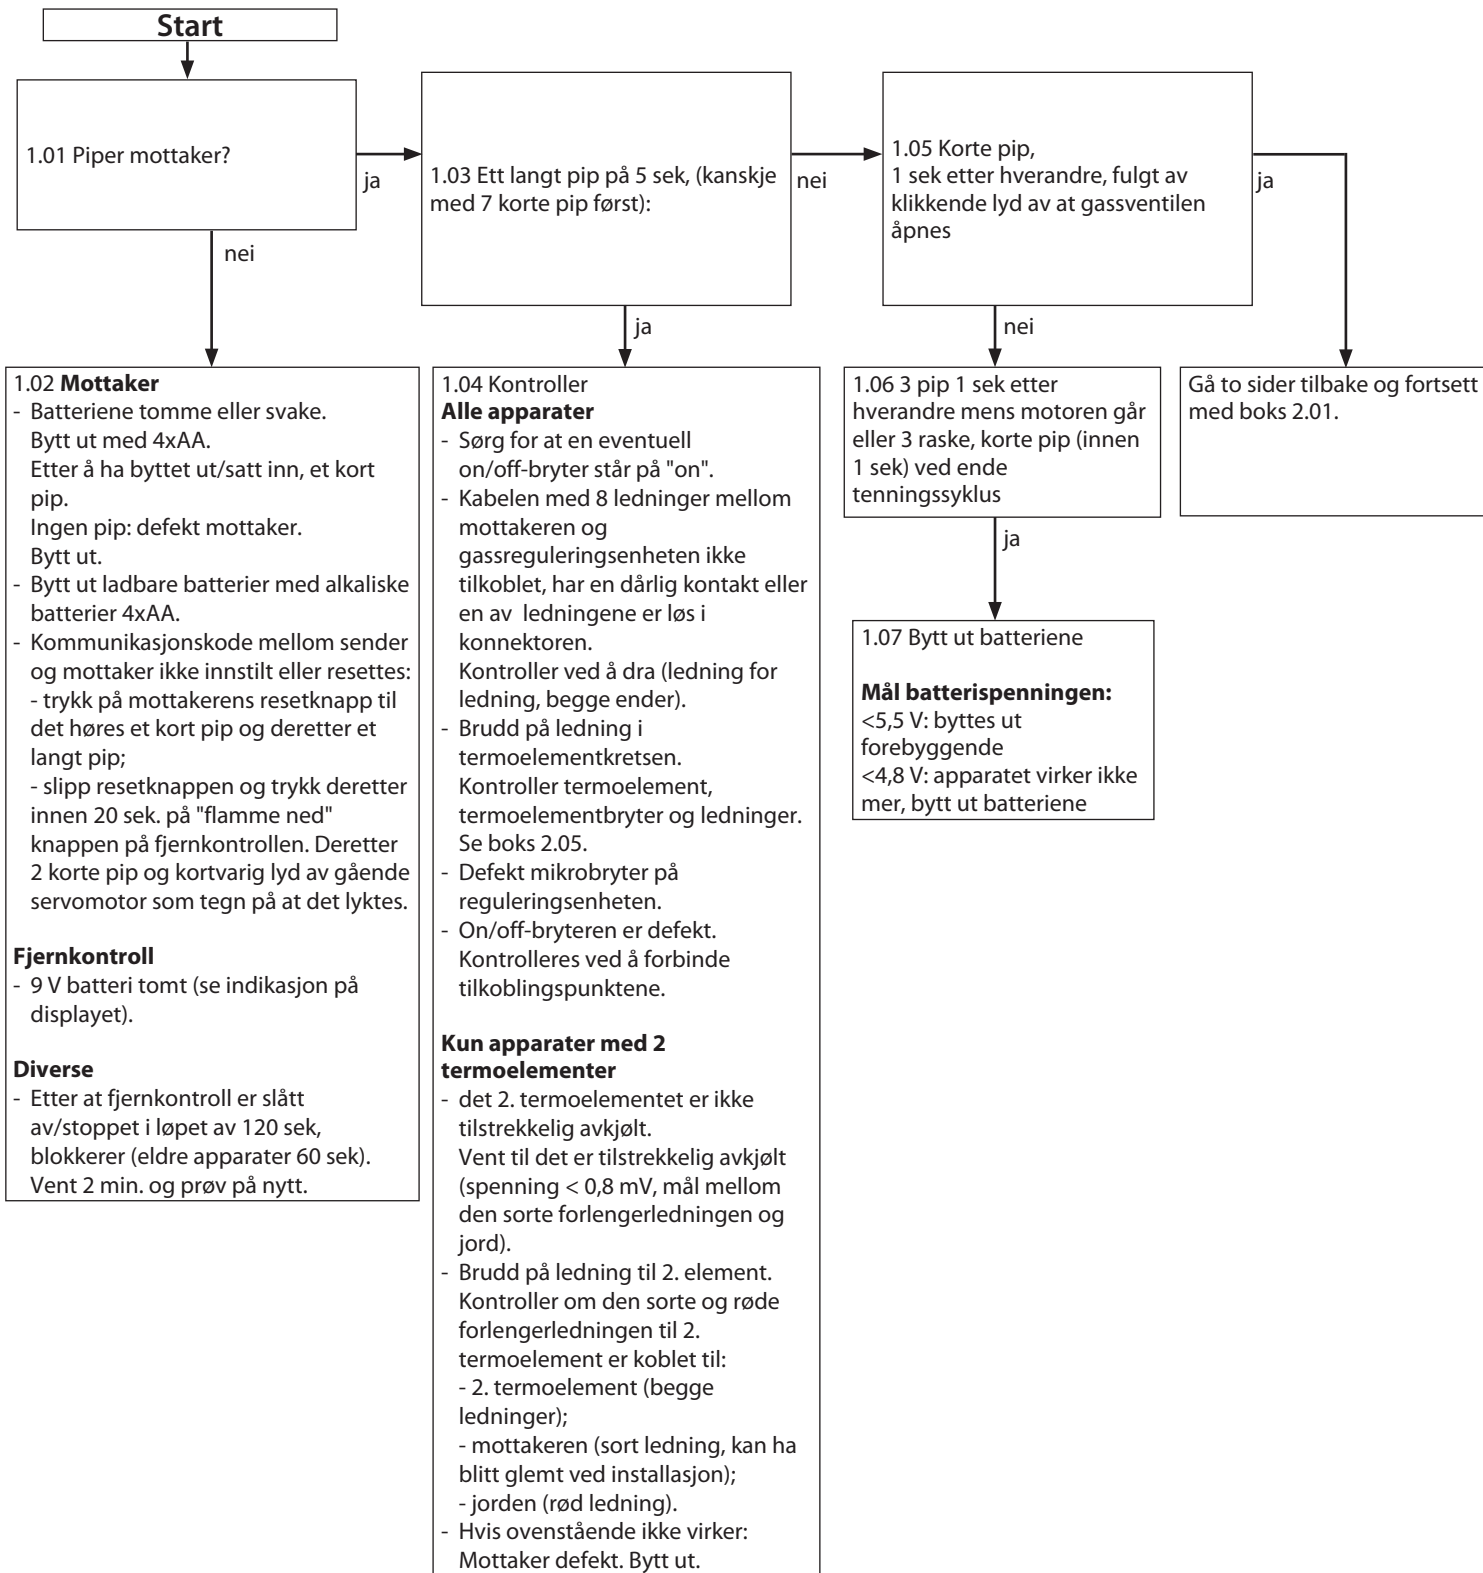 Start
1.01 Piper mottaker?
ja
nei
1.03 Ett langt pip på 5 sek, (kanskje
med 7 korte pip først):
nei
ja
1.05 Korte pip,
1 sek etter hverandre, fulgt av
klikkende lyd av at gassventilen
åpnes
ja
nei
1.02 Mottaker
- Batteriene tomme eller svake.
Bytt ut med 4xAA.
Etter å ha byttet ut/satt inn, et kort
pip.
Ingen pip: defekt mottaker.
Bytt ut.
- Bytt ut ladbare batterier med alkaliske
batterier 4xAA.
- Kommunikasjonskode mellom sender
og mottaker ikke innstilt eller resettes:
- trykk på mottakerens resetknapp til
det høres et kort pip og deretter et
langt pip;
- slipp resetknappen og trykk deretter
innen 20 sek. på "flamme ned"
knappen på fjernkontrollen. Deretter
2 korte pip og kortvarig lyd av gående
servomotor som tegn på at det lyktes.
Fjernkontroll
- 9 V batteri tomt (se indikasjon på
displayet).
Diverse
- Etter at fjernkontroll er slått
av/stoppet i løpet av 120 sek,
blokkerer (eldre apparater 60 sek).
Vent 2 min. og prøv på nytt.
1.04 Kontroller
Alle apparater
- Sørg for at en eventuell
on/off-bryter står på "on".
- Kabelen med 8 ledninger mellom
mottakeren og
gassreguleringsenheten ikke
tilkoblet, har en dårlig kontakt eller
en av ledningene er løs i
konnektoren.
Kontroller ved å dra (ledning for
ledning, begge ender).
- Brudd på ledning i
termoelementkretsen.
Kontroller termoelement,
termoelementbryter og ledninger.
Se boks 2.05.
- Defekt mikrobryter på
reguleringsenheten.
- On/off-bryteren er defekt.
Kontrolleres ved å forbinde
tilkoblingspunktene.
Kun apparater med 2
termoelementer
- det 2. termoelementet er ikke
tilstrekkelig avkjølt.
Vent til det er tilstrekkelig avkjølt
(spenning < 0,8 mV, mål mellom
den sorte forlengerledningen og
jord).
- Brudd på ledning til 2. element.
Kontroller om den sorte og røde
forlengerledningen til 2.
termoelement er koblet til:
- 2. termoelement (begge
ledninger);
- mottakeren (sort ledning, kan ha
blitt glemt ved installasjon);
- jorden (rød ledning).
- Hvis ovenstående ikke virker:
Mottaker defekt. Bytt ut.
1.06 3 pip 1 sek etter
hverandre mens motoren går
eller 3 raske, korte pip (innen
1 sek) ved ende
tenningssyklus
ja
1.07 Bytt ut batteriene
Mål batterispenningen:
<5,5 V: byttes ut
forebyggende
<4,8 V: apparatet virker ikke
mer, bytt ut batteriene
Gå to sider tilbake og fortsett
med boks 2.01.